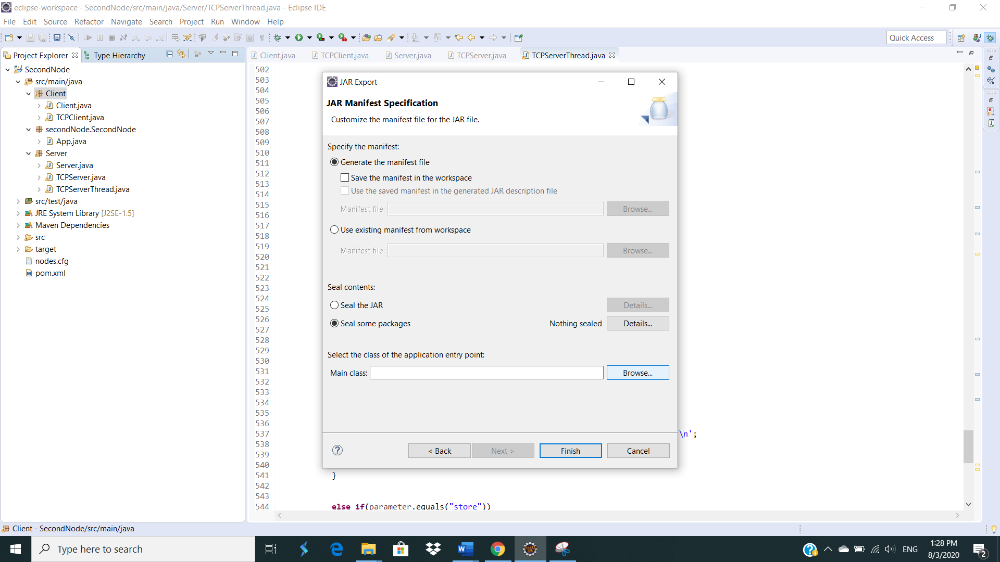 eclipse-workspace - SecondNode/src/main/java/Server/TCPServerThread.java - Eclipse IDE
File Edit Source Refactor Navigate Search Project Run Window Help
Quick Access
Project Explorer Type Hierarchy
Client.java TCPClient.java Server.java TCPServer.java TCPServerThread.java
SecondNode
src/main/java
Client
Client.java
TCPClient.java
secondNode.SecondNode
App.java
Server
Server.java
TCPServer.java
TCPServerThread.java
src/test/java
JRE System Library [J2SE-1.5]
Maven Dependencies
src
target
nodes.cfg
pom.xml
502
503
504
505
506
507
508
509
510
511
512
513
514
515
516
517
518
519
520
521
522
523
524
525
526
527
528
529
530
531
532
533
534
535
536
537 \n';
538
539
540
541 }
542
543
544 else if(parameter.equals("store"))
JAR Export
JAR Manifest Specification
Customize the manifest file for the JAR file.
Specify the manifest:
Generate the manifest file
Save the manifest in the workspace
Use the saved manifest in the generated JAR description file
Manifest file: Browse...
Use existing manifest from workspace
Manifest file: Browse...
Seal contents:
Seal the JAR Details...
Seal some packages Nothing sealed Details...
Select the class of the application entry point:
Main class: Browse...
< Back Next > Finish Cancel
Client - SecondNode/src/main/java
Type here to search
ENG
1:28 PM
8/3/2020
2